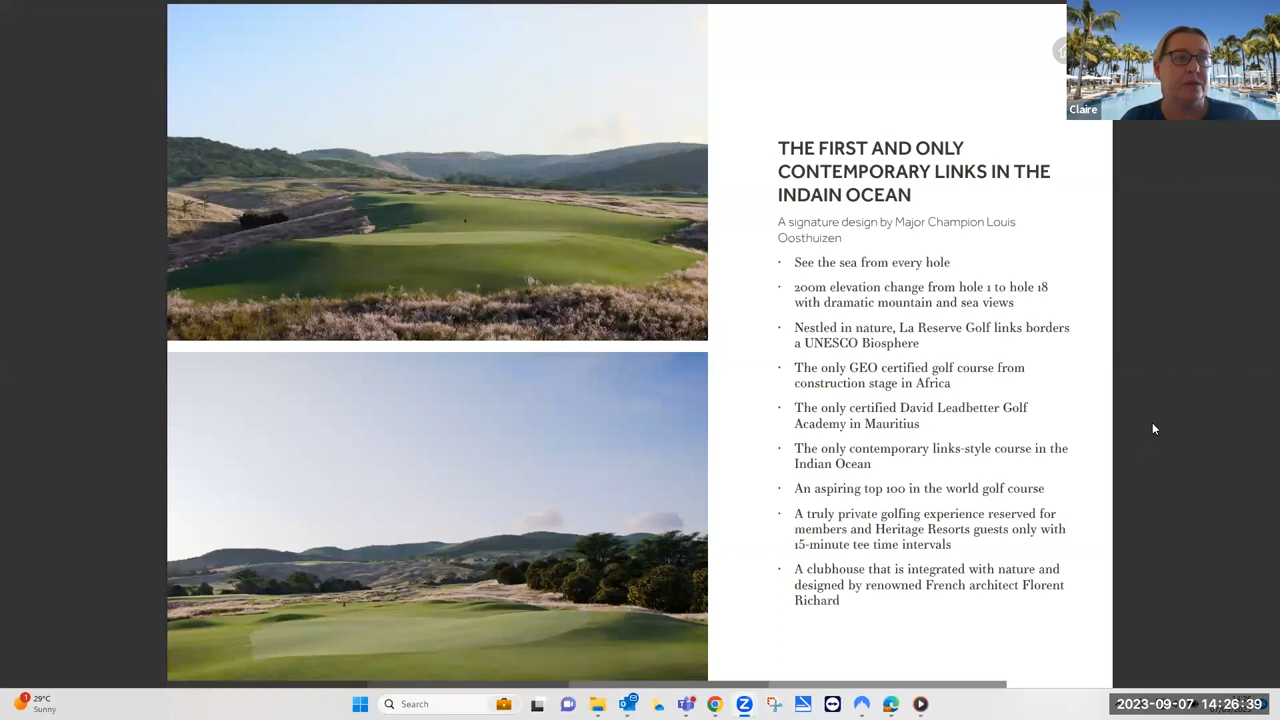 Claire
THE FIRST AND ONLY
CONTEMPORARY LINKS IN THE
INDAIN OCEAN
A signature design by Major Champion Louis
Oosthuizen
· See the sea from every hole
· 200m elevation change from hole 1 to hole 18
with dramatic mountain and sea views
· Nestled in nature, La Reserve Golf links borders
a UNESCO Biosphere
· The only GEO certified golf course from
construction stage in Africa
· The only certified David Leadbetter Golf
Academy in Mauritius
· The only contemporary links-style course in the
Indian Ocean
· An aspiring top 100 in the world golf course
· A truly private golfing experience reserved for
members and Heritage Resorts guests only with
15-minute tee time intervals
· A clubhouse that is integrated with nature and
designed by renowned French architect Florent
Richard
1
29°C
Sunny
Search
2023-09-07 14:26:39